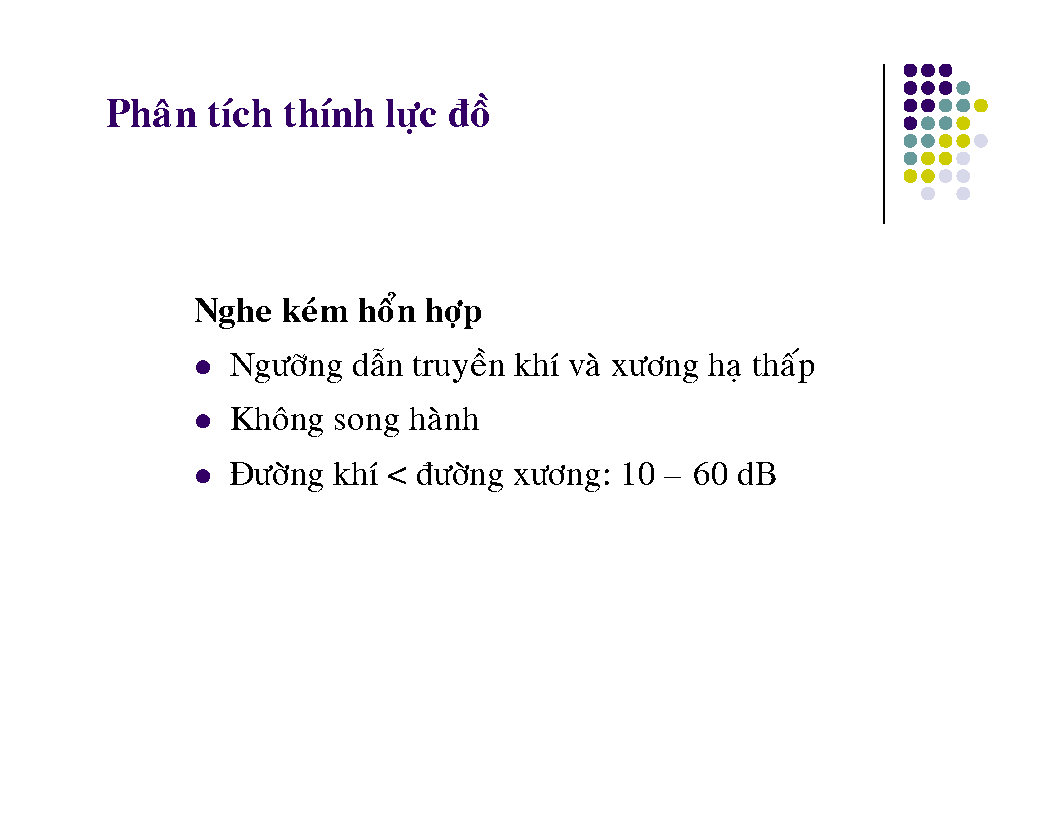 Phân tích thính lực đồ
Nghe kém hổn hợp
Ngưỡng dẫn truyền khí và xương hạ thấp
Không song hành
Đường khí < đường xương: 10 – 60 dB